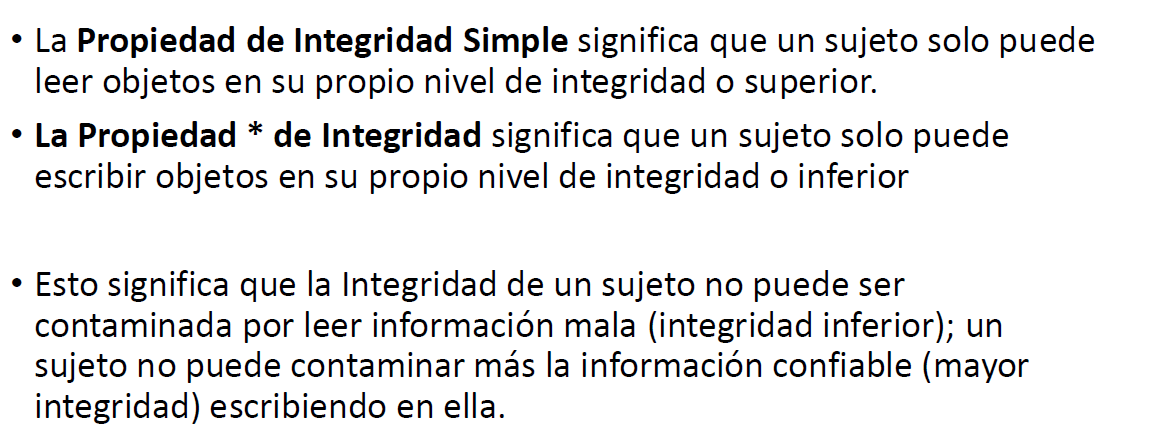 • La Propiedad de Integridad Simple significa que un sujeto solo puede
leer objetos en su propio nivel de integridad o superior.
• La Propiedad * de Integridad significa que un sujeto solo puede
escribir objetos en su propio nivel de integridad o inferior
• Esto significa que la Integridad de un sujeto no puede ser
contaminada por leer información mala (integridad inferior); un
sujeto no puede contaminar más la información confiable (mayor
integridad) escribiendo en ella.